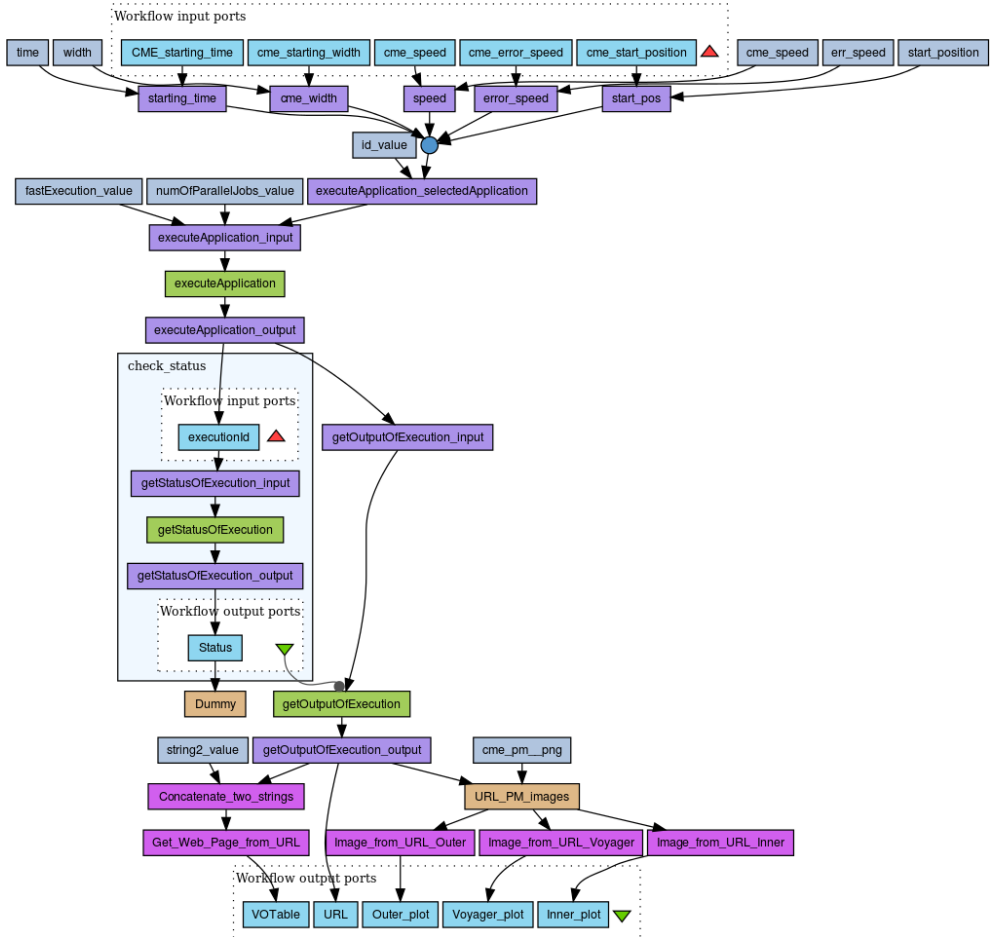 Workflow input ports
time
width
CME_starting_time
cme_starting_width
cme_speed
cme_error_speed
cme_start_position
cme_speed
err_speed
start_position
starting_time
cme_width
speed
error_speed
start_pos
id_value
fastExecution_value
numOfParallelJobs_value
executeApplication_selectedApplication
executeApplication_input
executeApplication
executeApplication_output
check_status
Workflow input ports
executionId
getOutputOfExecution_input
getStatusOfExecution_input
getStatusOfExecution
getStatusOfExecution_output
Workflow output ports
Status
Dummy
getOutputOfExecution
string2_value
getOutputOfExecution_output
cme_pm__png
Concatenate_two_strings
URL_PM_images
Get_Web_Page_from_URL
Image_from_URL_Outer
Image_from_URL_Voyager
Image_from_URL_Inner
Workflow output ports
VOTable
URL
Outer_plot
Voyager_plot
Inner_plot